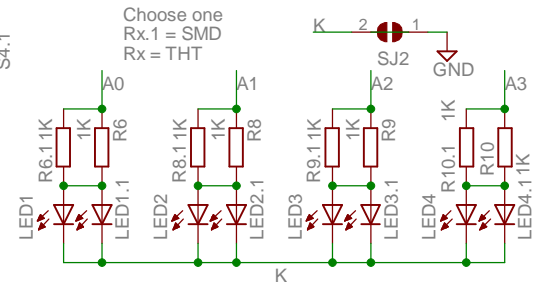 Choose one
Rx.1 = SMD
Rx = THT
S4.1
K
2
1
SJ2
GND
A0
A1
A2
A3
R6.1
1K
1K
R6
R8.1
1K
1K
R8
R9.1
1K
1K
R9
R10.1
1K
R10
1K
LED1
LED1.1
LED2
LED2.1
LED3
LED3.1
LED4
LED4.1
K